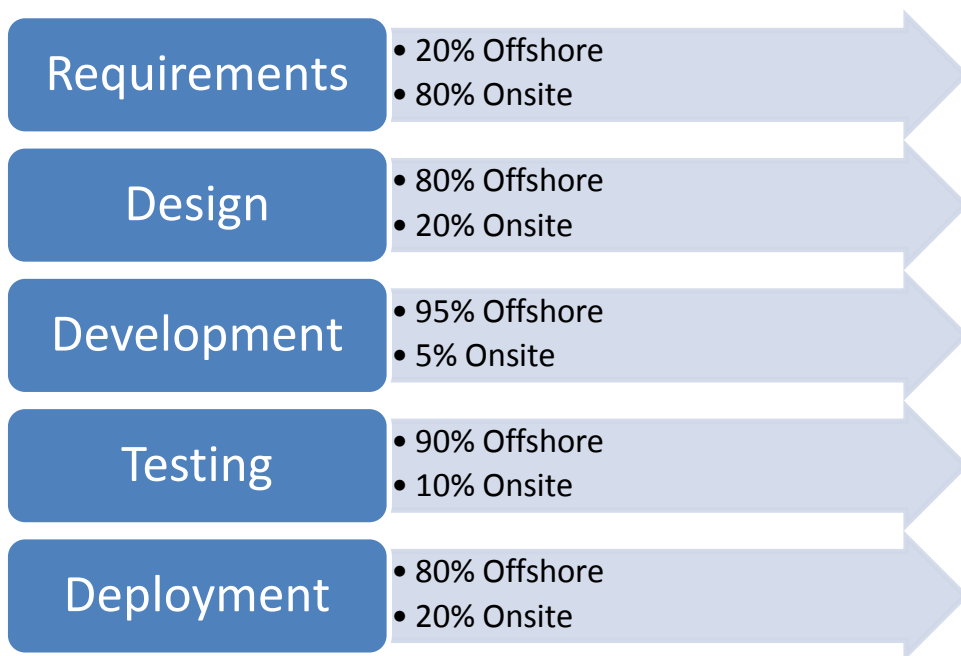 Requirements
• 20% Offshore
• 80% Onsite
Design
• 80% Offshore
• 20% Onsite
Development
• 95% Offshore
• 5% Onsite
Testing
• 90% Offshore
• 10% Onsite
Deployment
• 80% Offshore
• 20% Onsite